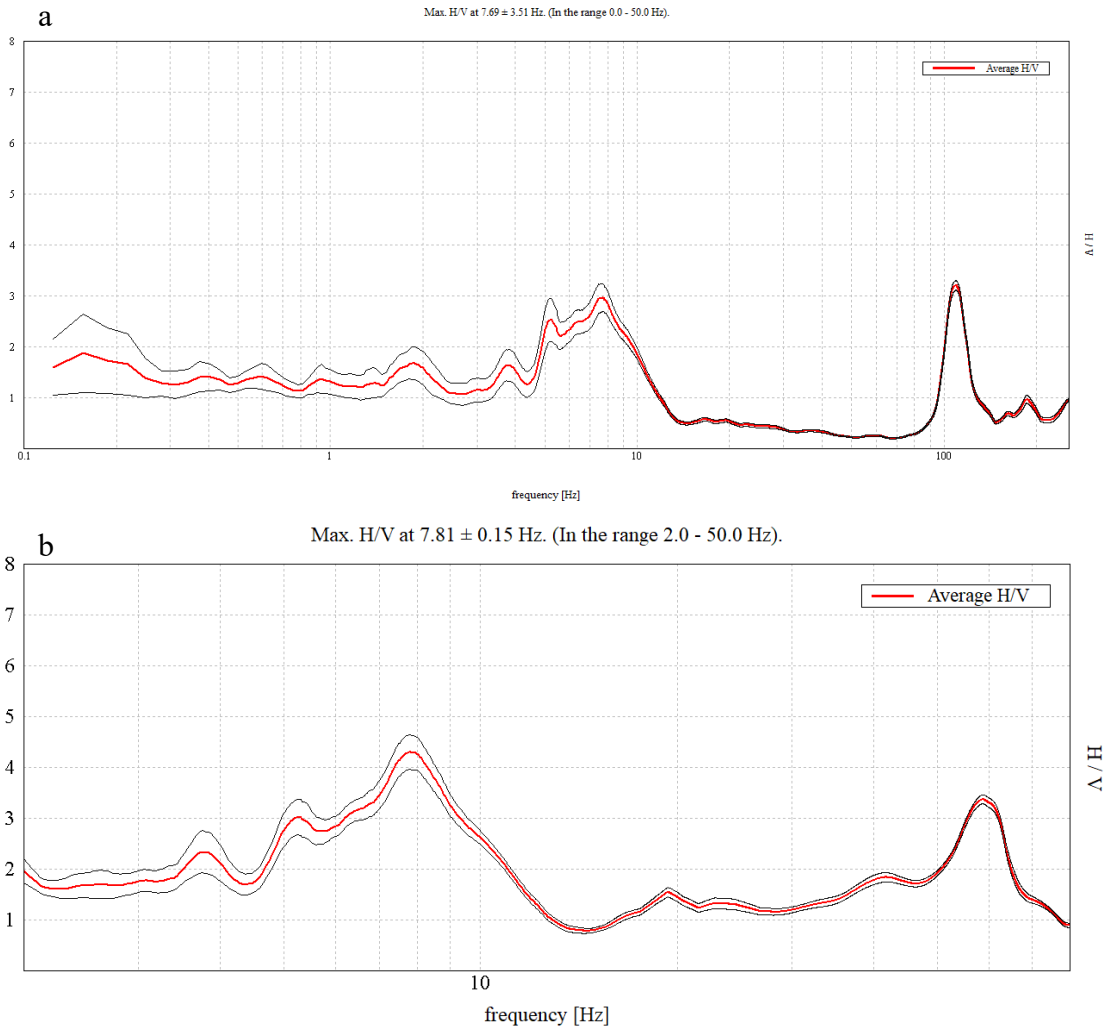 a
Max. H/V at 7.69 ± 3.51 Hz. (In the range 0.0 - 50.0 Hz).
8
Average H/V
7
6
5
4
H / V
3
2
1
0.1 1 10 100
frequency [Hz]
b
Max. H/V at 7.81 ± 0.15 Hz. (In the range 2.0 - 50.0 Hz).
8
Average H/V
7
6
5
4
H / V
3
2
1
10
frequency [Hz]